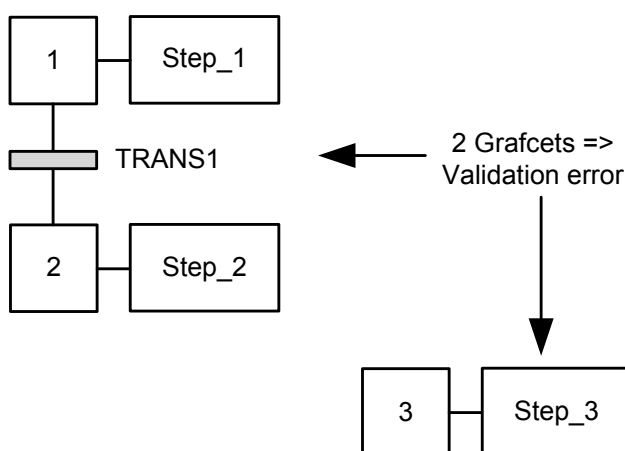 1
Step_1
TRANS1
2 Grafcets =>
Validation error
2
Step_2
3
Step_3